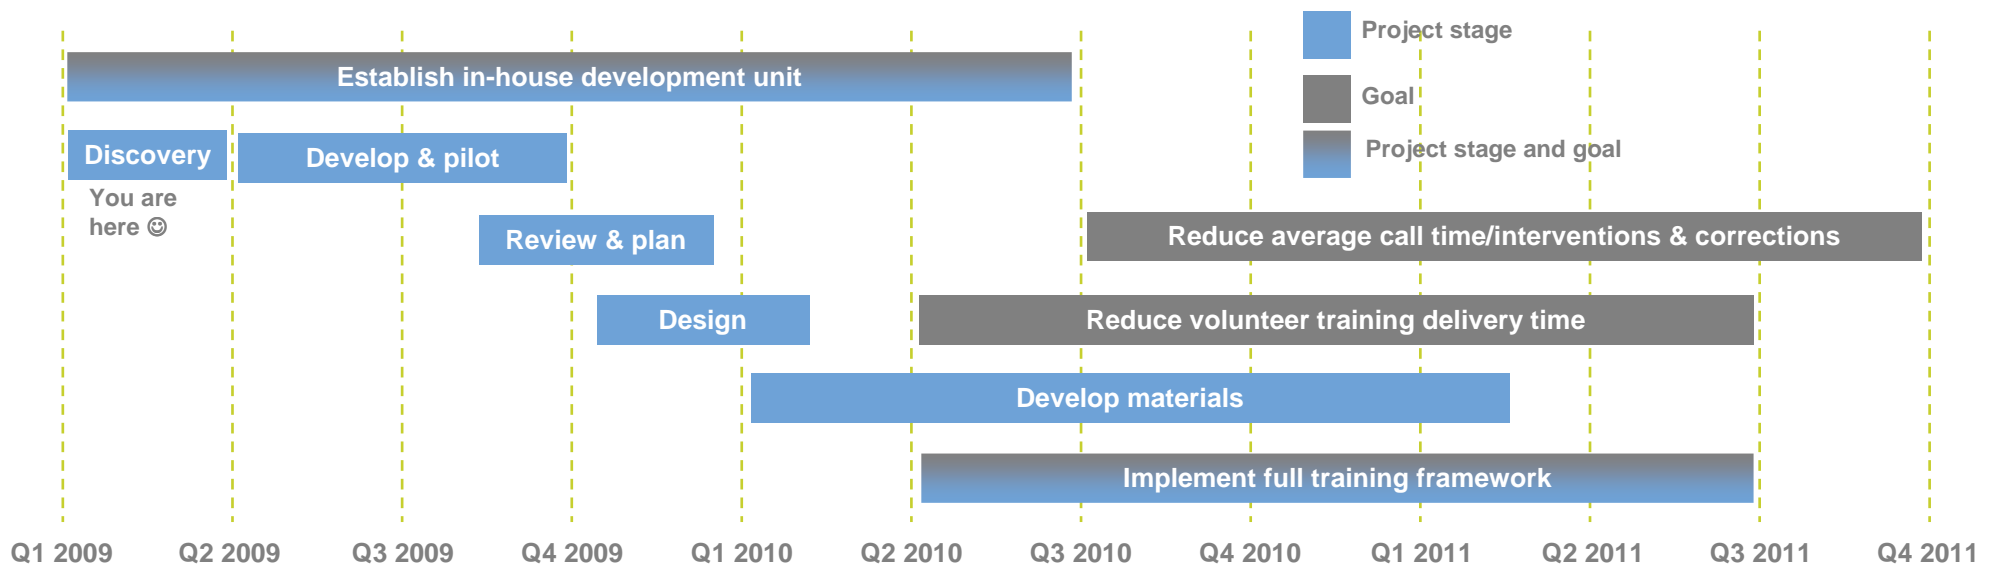 Project stage
Establish in-house development unit
Goal
Project stage and goal
Discovery
Develop & pilot
You are
here ☺
Review & plan
Reduce average call time/interventions & corrections
Design
Reduce volunteer training delivery time
Develop materials
Implement full training framework
Q1 2009 Q2 2009 Q3 2009 Q4 2009 Q1 2010 Q2 2010 Q3 2010 Q4 2010 Q1 2011 Q2 2011 Q3 2011 Q4 2011